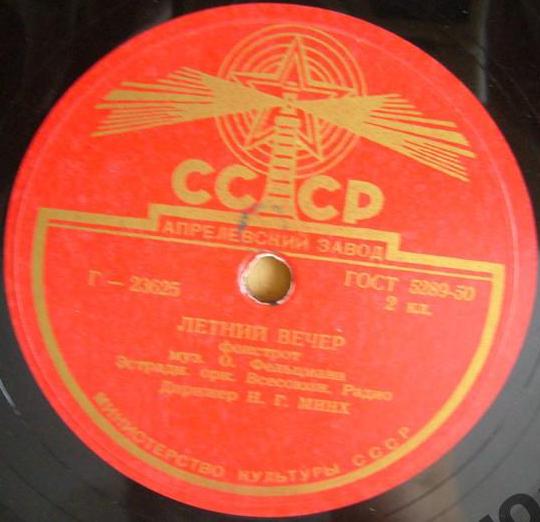 СССР
АПРЕЛЕВСКИЙ ЗАВОД
Г — 23625
ГОСТ 5289-50
2 кл.
ЛЕТНИЙ ВЕЧЕР
фокстрот
муз. О. Фельцмана
Эстрадн. орк. Всесоюзн. Радио
Дирижер Н. Г. МИНХ
МИНИСТЕРСТВО КУЛЬТУРЫ СССР